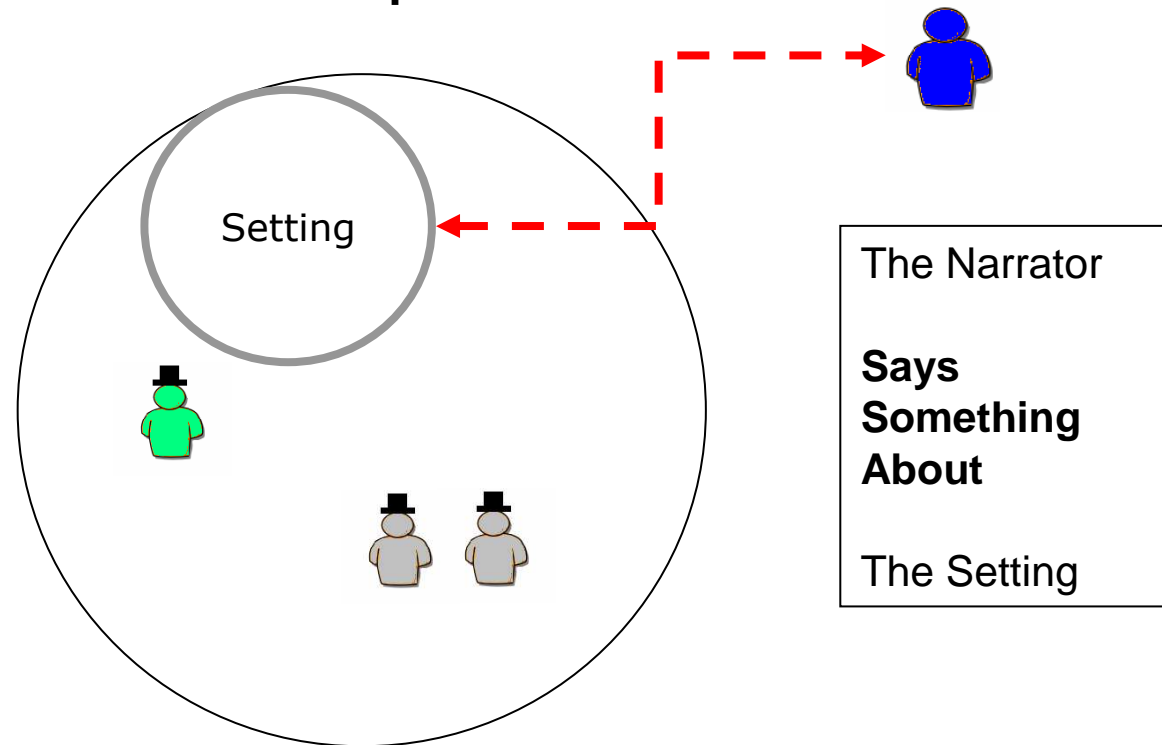 Setting
The Narrator
Says
Something
About
The Setting